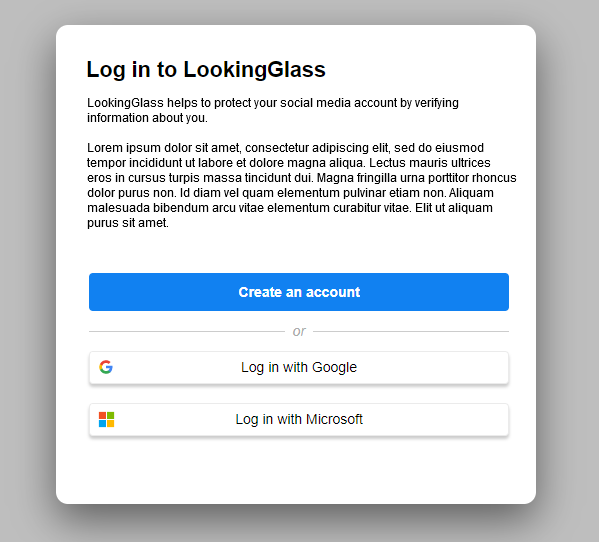 Log in to LookingGlass
LookingGlass helps to protect your social media account by verifying
information about you.
Lorem ipsum dolor sit amet, consectetur adipiscing elit, sed do eiusmod
tempor incididunt ut labore et dolore magna aliqua. Lectus mauris ultrices
eros in cursus turpis massa tincidunt dui. Magna fringilla urna porttitor rhoncus
dolor purus non. Id diam vel quam elementum pulvinar etiam non. Aliquam
malesuada bibendum arcu vitae elementum curabitur vitae. Elit ut aliquam
purus sit amet.
Create an account
or
Log in with Google
Log in with Microsoft